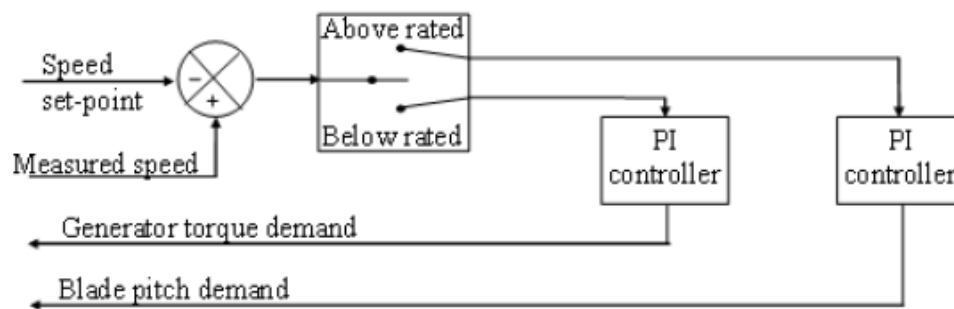 Speed
set-point
−
+
Measured speed
Above rated
Below rated
PI
controller
PI
controller
Generator torque demand
Blade pitch demand